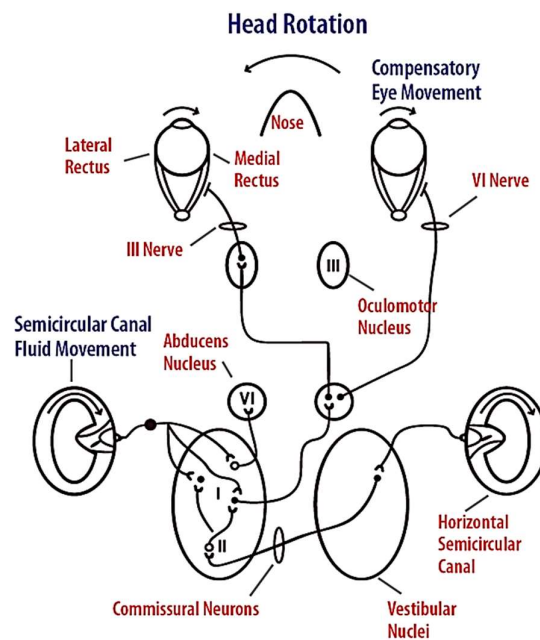 Head Rotation
Compensatory
Eye Movement
Nose
Lateral
Rectus
Medial
Rectus
VI Nerve
III Nerve
III
Oculomotor
Nucleus
Semicircular Canal
Fluid Movement
Abducens
Nucleus
VI
I
II
Horizontal
Semicircular
Canal
Commissural Neurons
Vestibular
Nuclei